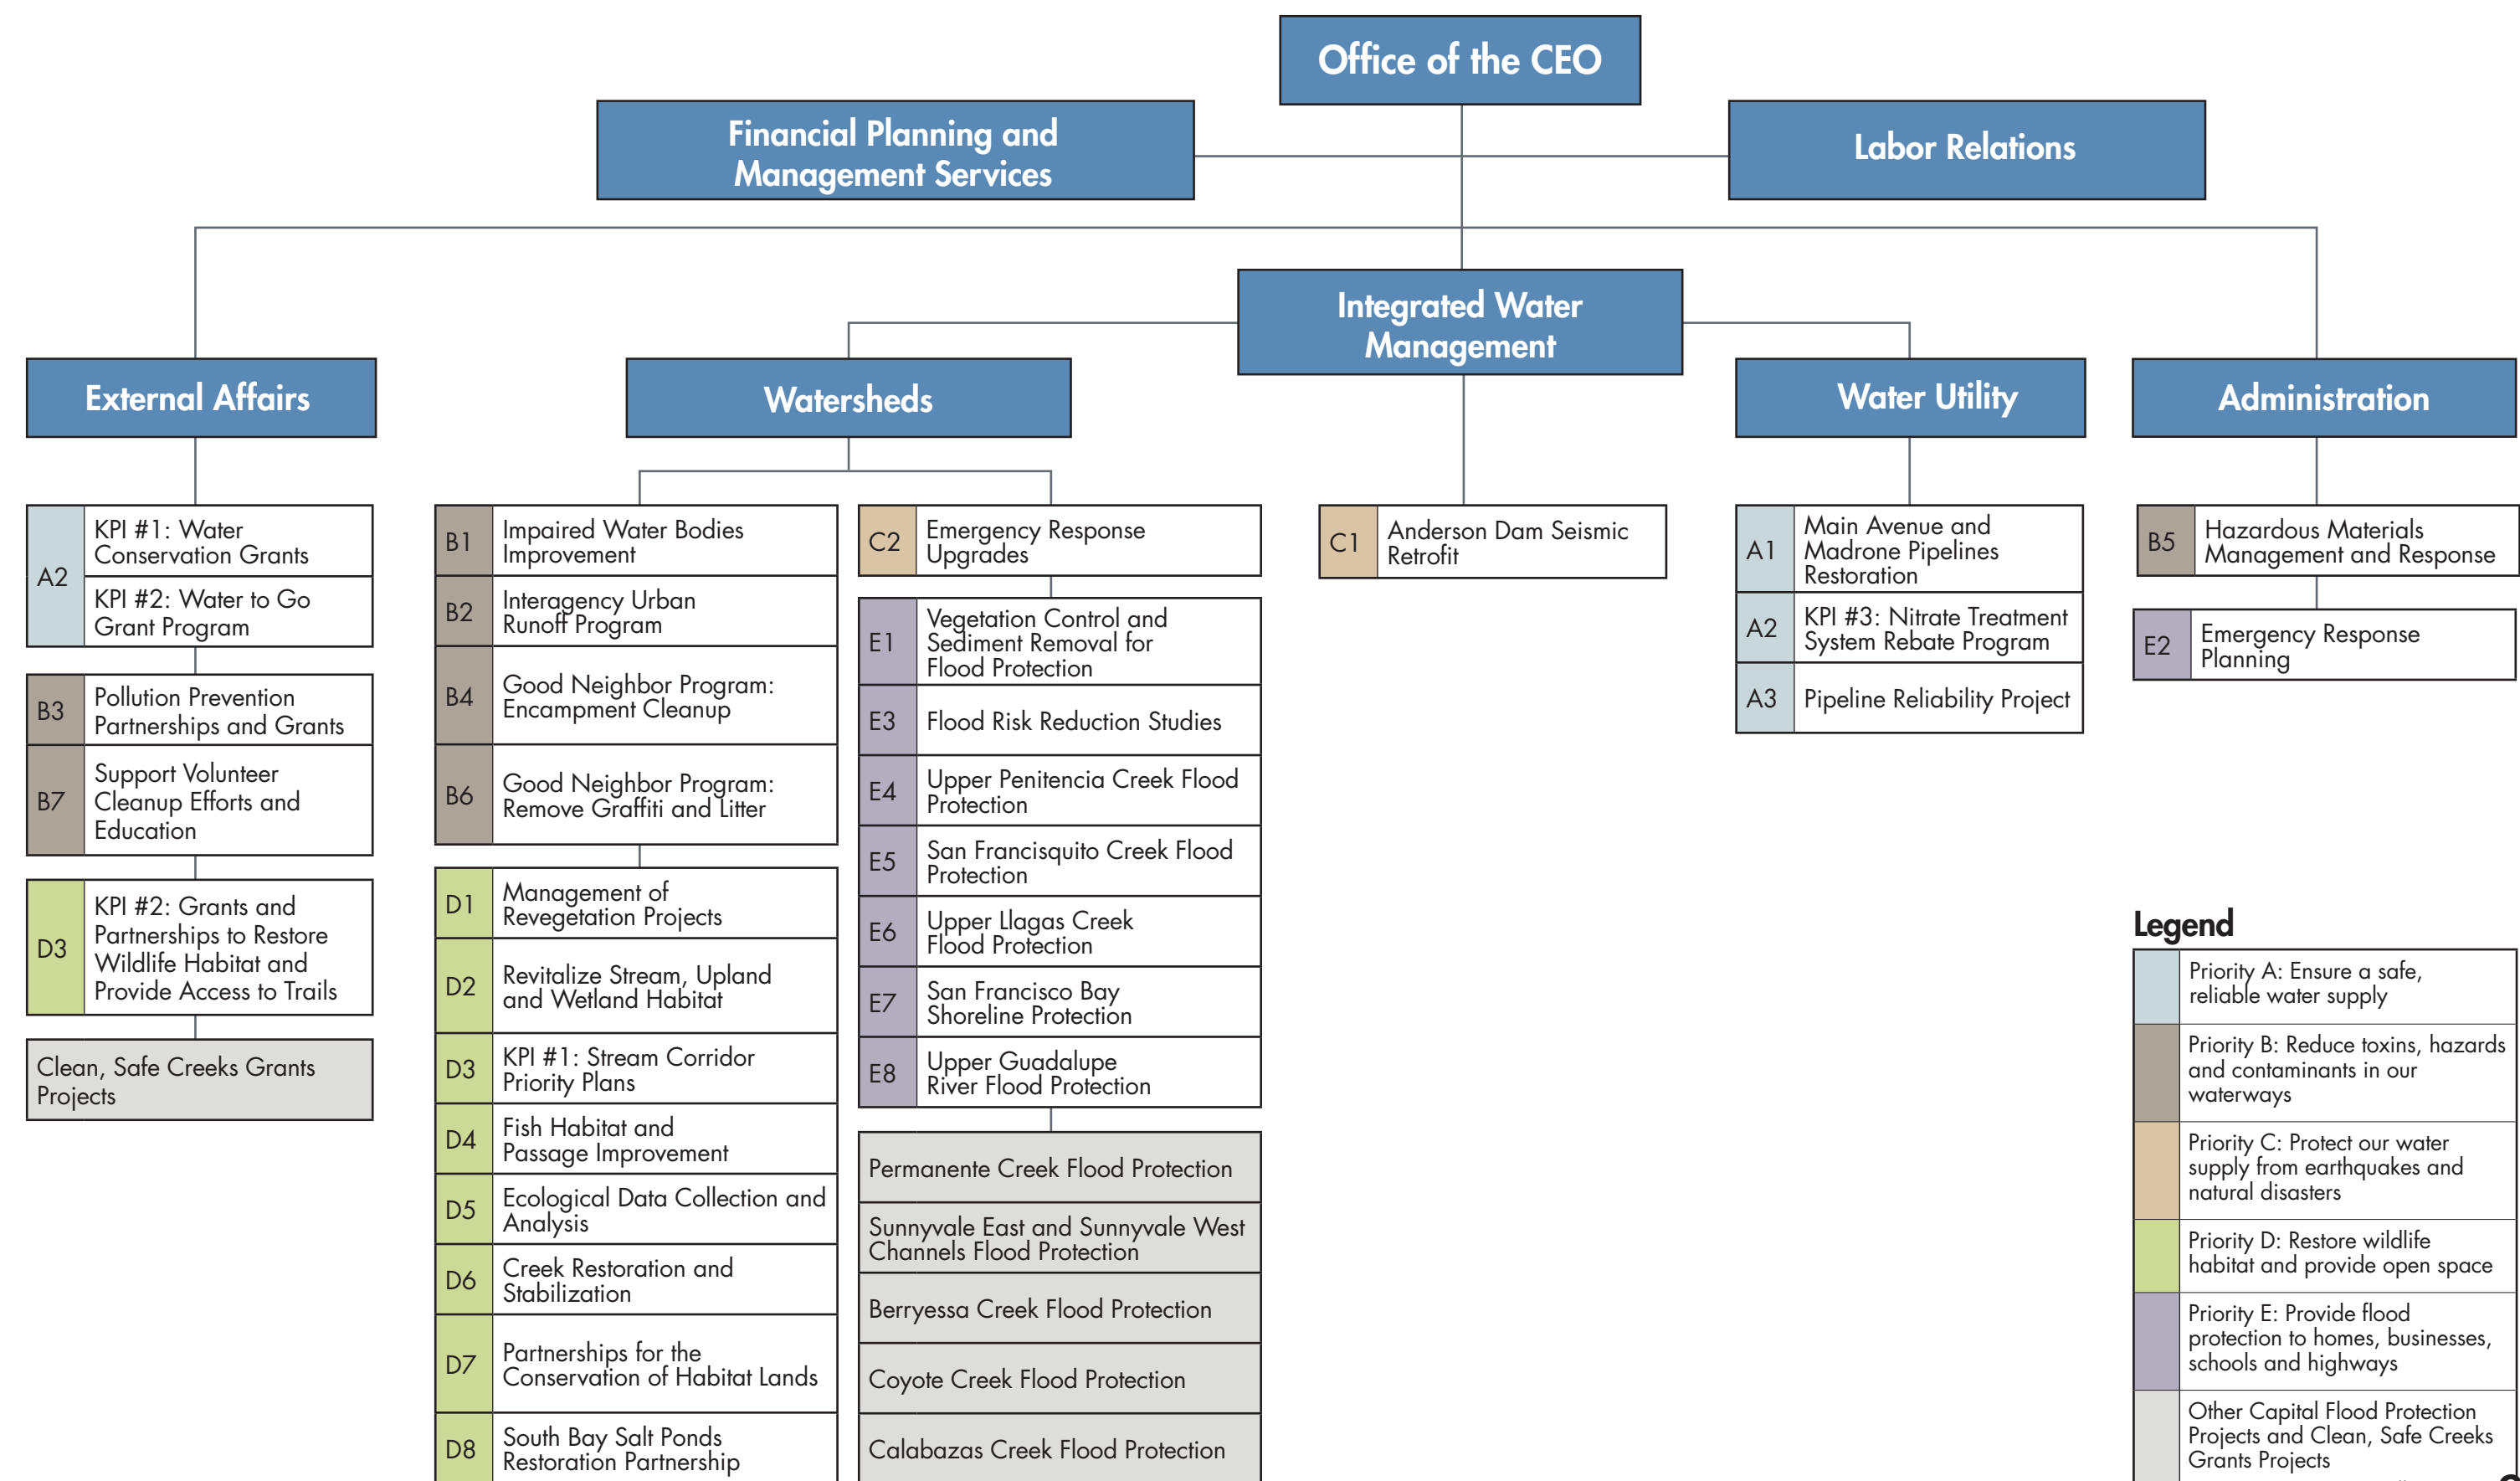 Office of the CEO
Financial Planning and
Management Services
Labor Relations
Integrated Water
Management
External Affairs
Watersheds
Water Utility
Administration
A2
KPI #1: Water
Conservation Grants
KPI #2: Water to Go
Grant Program
B3
Pollution Prevention
Partnerships and Grants
B7
Support Volunteer
Cleanup Efforts and
Education
D3
KPI #2: Grants and
Partnerships to Restore
Wildlife Habitat and
Provide Access to Trails
Clean, Safe Creeks Grants
Projects
B1
Impaired Water Bodies
Improvement
B2
Interagency Urban
Runoff Program
B4
Good Neighbor Program:
Encampment Cleanup
B6
Good Neighbor Program:
Remove Graffiti and Litter
D1
Management of
Revegetation Projects
D2
Revitalize Stream, Upland
and Wetland Habitat
D3
KPI #1: Stream Corridor
Priority Plans
D4
Fish Habitat and
Passage Improvement
D5
Ecological Data Collection and
Analysis
D6
Creek Restoration and
Stabilization
D7
Partnerships for the
Conservation of Habitat Lands
D8
South Bay Salt Ponds
Restoration Partnership
C2
Emergency Response
Upgrades
E1
Vegetation Control and
Sediment Removal for
Flood Protection
E3
Flood Risk Reduction Studies
E4
Upper Penitencia Creek Flood
Protection
E5
San Francisquito Creek Flood
Protection
E6
Upper Llagas Creek
Flood Protection
E7
San Francisco Bay
Shoreline Protection
E8
Upper Guadalupe
River Flood Protection
Permanente Creek Flood Protection
Sunnyvale East and Sunnyvale West
Channels Flood Protection
Berryessa Creek Flood Protection
Coyote Creek Flood Protection
Calabazas Creek Flood Protection
C1
Anderson Dam Seismic
Retrofit
A1
Main Avenue and
Madrone Pipelines
Restoration
A2
KPI #3: Nitrate Treatment
System Rebate Program
A3
Pipeline Reliability Project
B5
Hazardous Materials
Management and Response
E2
Emergency Response
Planning
Legend
Priority A: Ensure a safe,
reliable water supply
Priority B: Reduce toxins, hazards
and contaminants in our
waterways
Priority C: Protect our water
supply from earthquakes and
natural disasters
Priority D: Restore wildlife
habitat and provide open space
Priority E: Provide flood
protection to homes, businesses,
schools and highways
Other Capital Flood Protection
Projects and Clean, Safe Creeks
Grants Projects